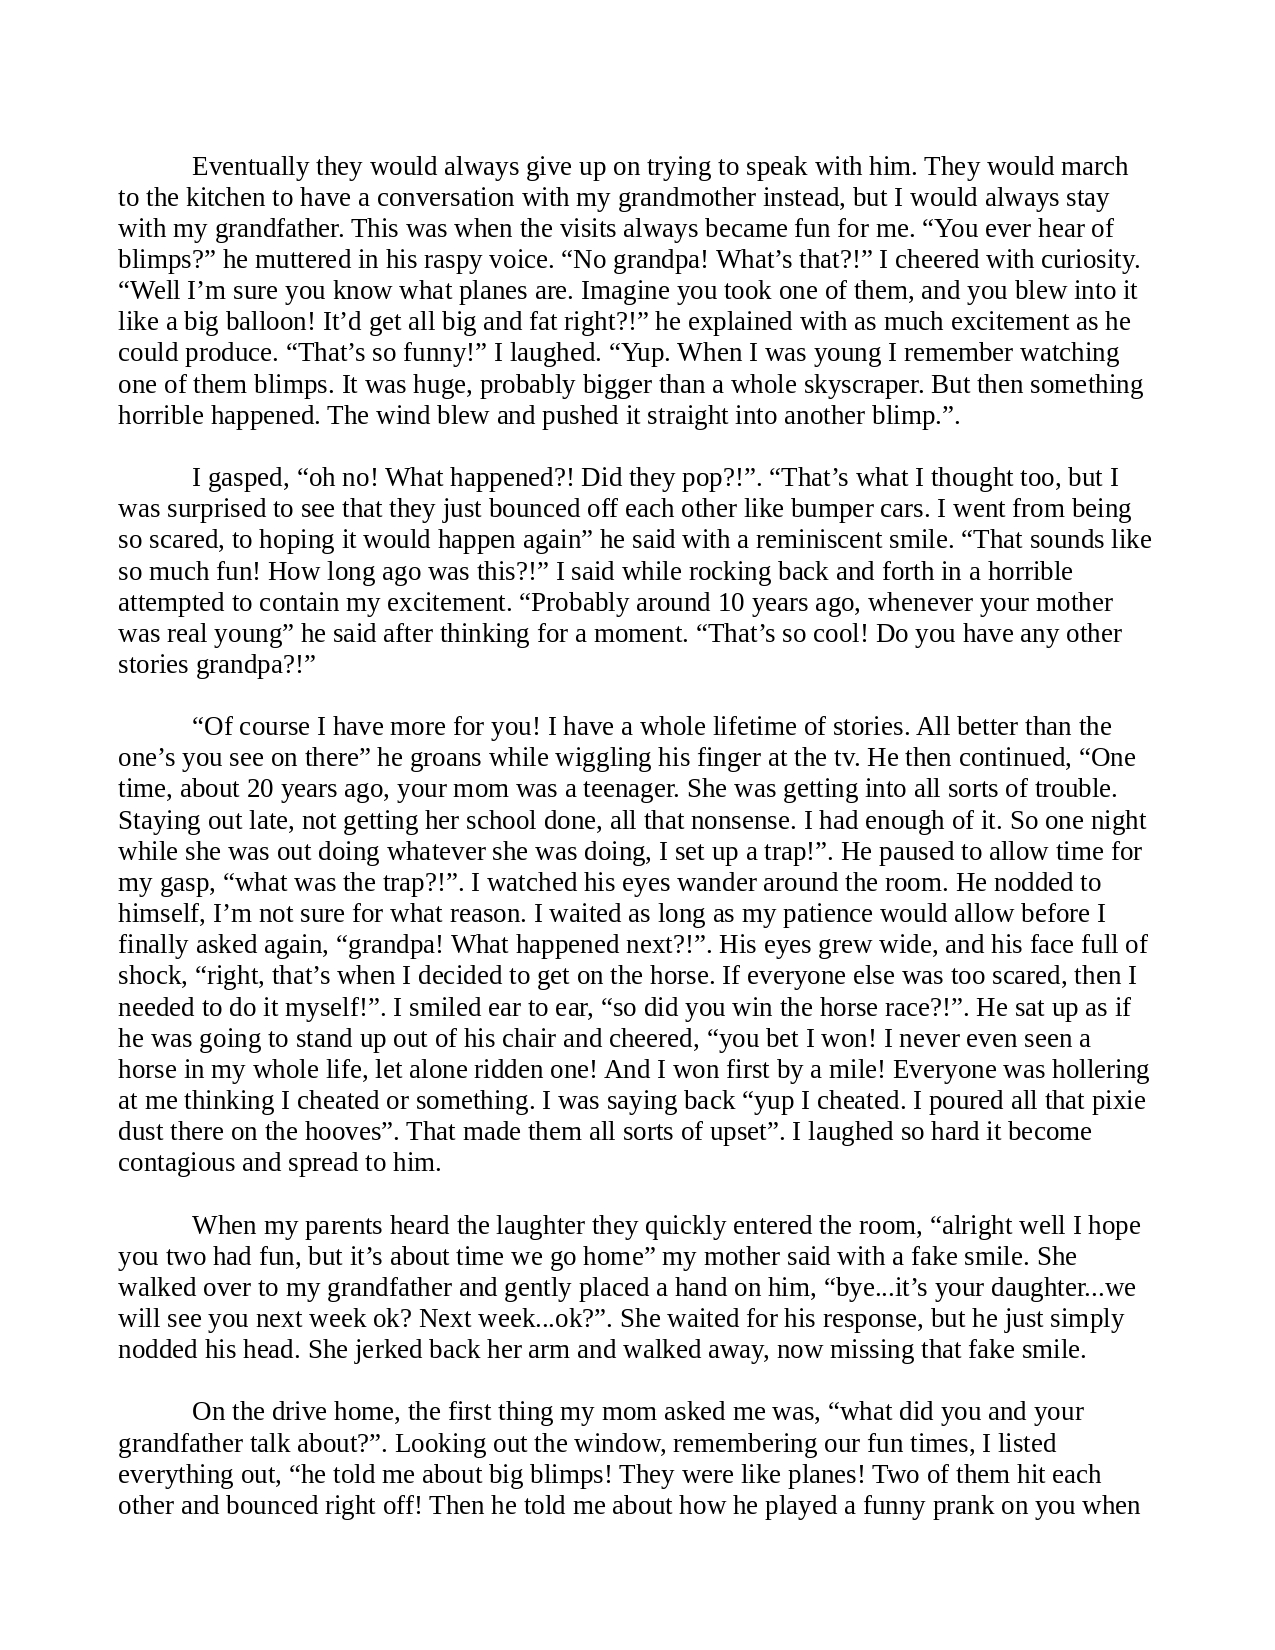 Eventually they would always give up on trying to speak with him. They would march
to the kitchen to have a conversation with my grandmother instead, but I would always stay
with my grandfather. This was when the visits always became fun for me. “You ever hear of
blimps?” he muttered in his raspy voice. “No grandpa! What’s that?!” I cheered with curiosity.
“Well I’m sure you know what planes are. Imagine you took one of them, and you blew into it
like a big balloon! It’d get all big and fat right?!” he explained with as much excitement as he
could produce. “That’s so funny!” I laughed. “Yup. When I was young I remember watching
one of them blimps. It was huge, probably bigger than a whole skyscraper. But then something
horrible happened. The wind blew and pushed it straight into another blimp.”.
I gasped, “oh no! What happened?! Did they pop?!”. “That’s what I thought too, but I
was surprised to see that they just bounced off each other like bumper cars. I went from being
so scared, to hoping it would happen again” he said with a reminiscent smile. “That sounds like
so much fun! How long ago was this?!” I said while rocking back and forth in a horrible
attempted to contain my excitement. “Probably around 10 years ago, whenever your mother
was real young” he said after thinking for a moment. “That’s so cool! Do you have any other
stories grandpa?!”
“Of course I have more for you! I have a whole lifetime of stories. All better than the
one’s you see on there” he groans while wiggling his finger at the tv. He then continued, “One
time, about 20 years ago, your mom was a teenager. She was getting into all sorts of trouble.
Staying out late, not getting her school done, all that nonsense. I had enough of it. So one night
while she was out doing whatever she was doing, I set up a trap!”. He paused to allow time for
my gasp, “what was the trap?!”. I watched his eyes wander around the room. He nodded to
himself, I’m not sure for what reason. I waited as long as my patience would allow before I
finally asked again, “grandpa! What happened next?!”. His eyes grew wide, and his face full of
shock, “right, that’s when I decided to get on the horse. If everyone else was too scared, then I
needed to do it myself!”. I smiled ear to ear, “so did you win the horse race?!”. He sat up as if
he was going to stand up out of his chair and cheered, “you bet I won! I never even seen a
horse in my whole life, let alone ridden one! And I won first by a mile! Everyone was hollering
at me thinking I cheated or something. I was saying back “yup I cheated. I poured all that pixie
dust there on the hooves”. That made them all sorts of upset”. I laughed so hard it become
contagious and spread to him.
When my parents heard the laughter they quickly entered the room, “alright well I hope
you two had fun, but it’s about time we go home” my mother said with a fake smile. She
walked over to my grandfather and gently placed a hand on him, “bye...it’s your daughter...we
will see you next week ok? Next week...ok?”. She waited for his response, but he just simply
nodded his head. She jerked back her arm and walked away, now missing that fake smile.
On the drive home, the first thing my mom asked me was, “what did you and your
grandfather talk about?”. Looking out the window, remembering our fun times, I listed
everything out, “he told me about big blimps! They were like planes! Two of them hit each
other and bounced right off! Then he told me about how he played a funny prank on you when